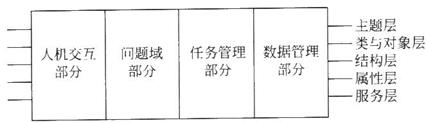 人机交互
部分
问题域
部分
任务管理
部分
数据管理
部分
主题层
类与对象层
结构层
属性层
服务层